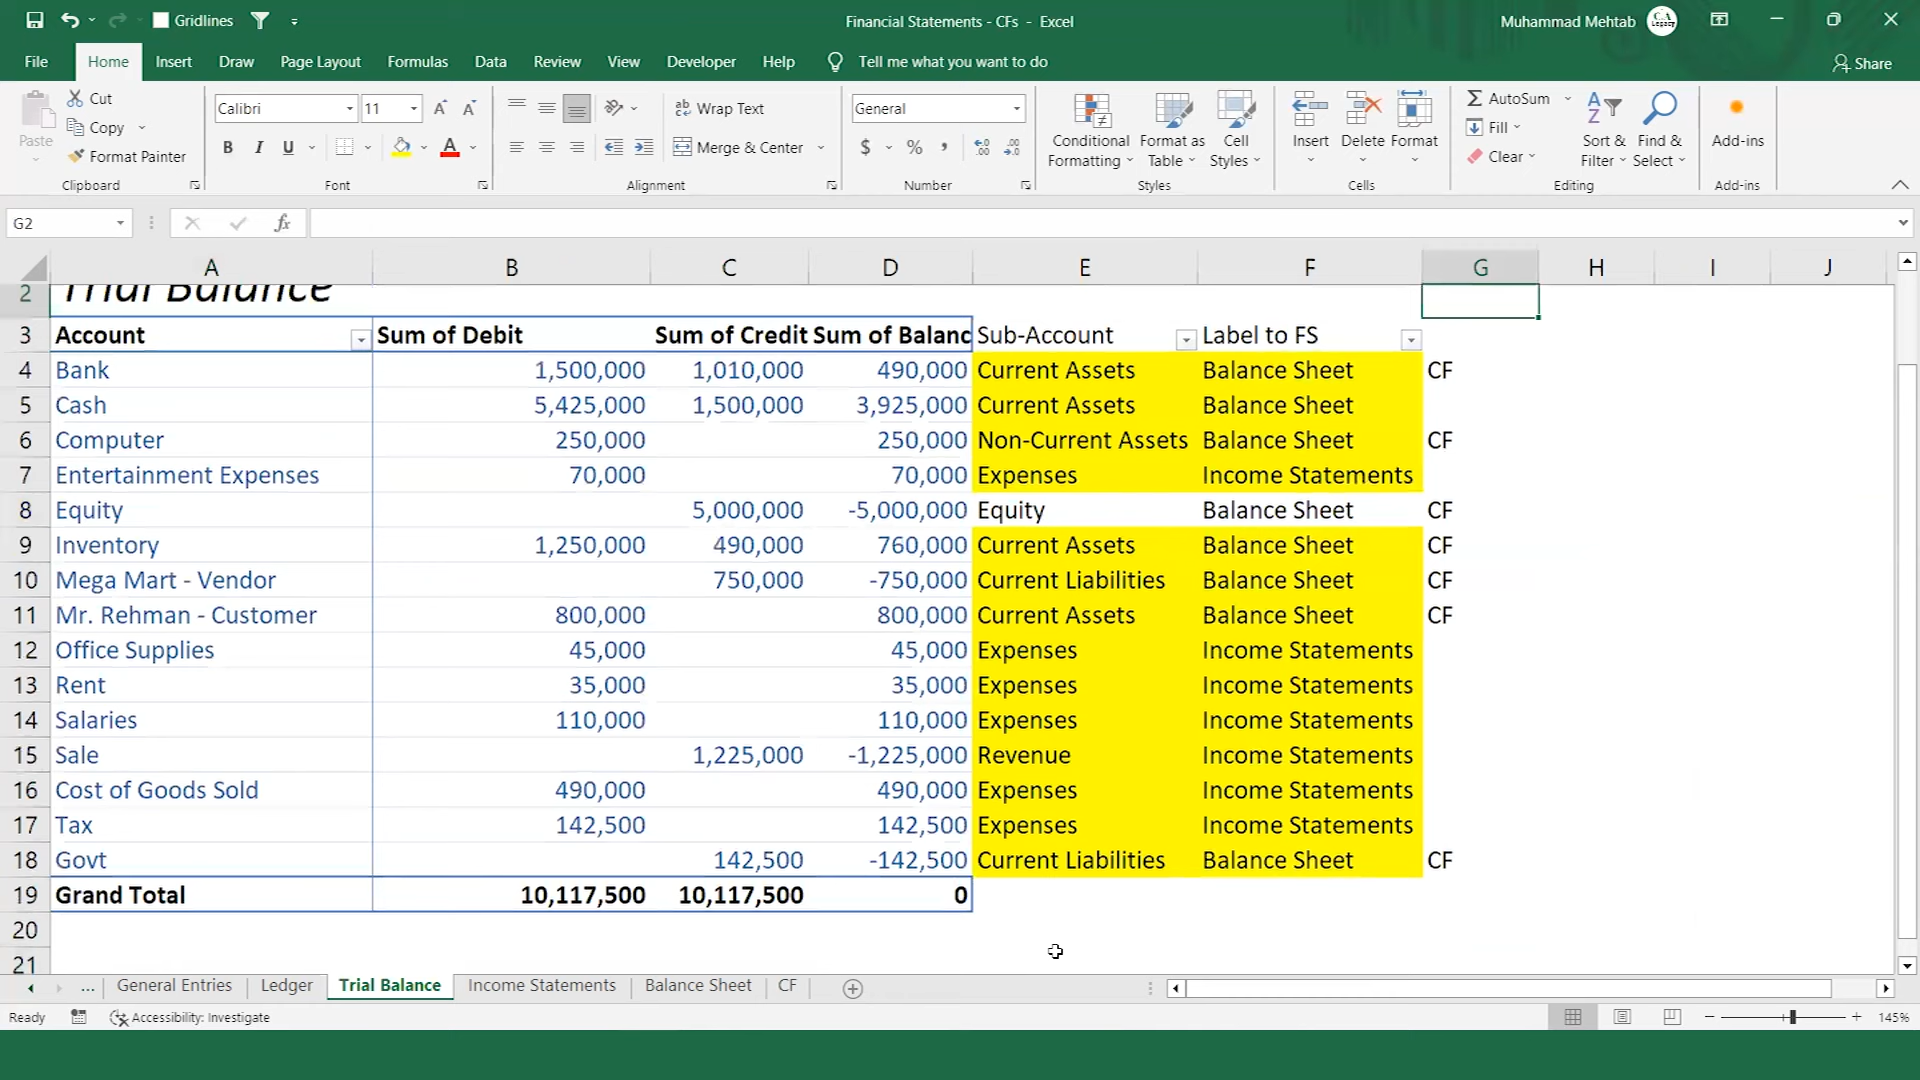 Gridlines
Financial Statements - CFs - Excel
Muhammad Mehtab
File Home Insert Draw Page Layout Formulas Data Review View Developer Help Tell me what you want to do
Share
Paste
Cut
Copy
Format Painter
Clipboard
Calibri 11
B I U
Font
Wrap Text
Merge & Center
Alignment
General
$ % ,
Number
Conditional Formatting
Format as Table
Cell Styles
Styles
Insert Delete Format
Cells
AutoSum
Fill
Clear
Sort & Filter
Find & Select
Editing
Add-ins
Add-ins
G2 fx
A B C D E F G H I J
2 Trial Balance
3 Account Sum of Debit Sum of Credit Sum of Balanc Sub-Account Label to FS
4 Bank 1,500,000 1,010,000 490,000 Current Assets Balance Sheet CF
5 Cash 5,425,000 1,500,000 3,925,000 Current Assets Balance Sheet
6 Computer 250,000 250,000 Non-Current Assets Balance Sheet CF
7 Entertainment Expenses 70,000 70,000 Expenses Income Statements
8 Equity 5,000,000 -5,000,000 Equity Balance Sheet CF
9 Inventory 1,250,000 490,000 760,000 Current Assets Balance Sheet CF
10 Mega Mart - Vendor 750,000 -750,000 Current Liabilities Balance Sheet CF
11 Mr. Rehman - Customer 800,000 800,000 Current Assets Balance Sheet CF
12 Office Supplies 45,000 45,000 Expenses Income Statements
13 Rent 35,000 35,000 Expenses Income Statements
14 Salaries 110,000 110,000 Expenses Income Statements
15 Sale 1,225,000 -1,225,000 Revenue Income Statements
16 Cost of Goods Sold 490,000 490,000 Expenses Income Statements
17 Tax 142,500 142,500 Expenses Income Statements
18 Govt 142,500 -142,500 Current Liabilities Balance Sheet CF
19 Grand Total 10,117,500 10,117,500 0
20
21
... General Entries Ledger Trial Balance Income Statements Balance Sheet CF
Ready Accessibility: Investigate 145%